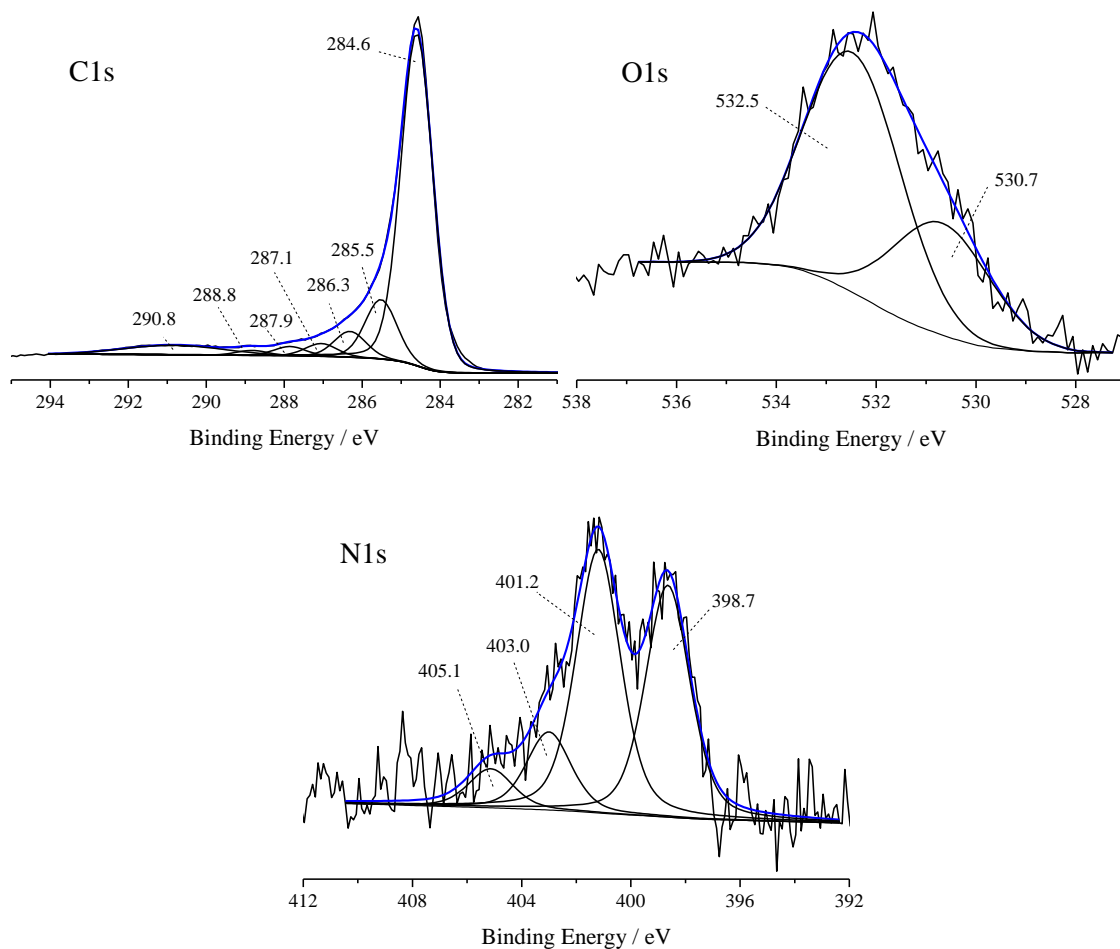 C1s
284.6
285.5
287.1
286.3
288.8
287.9
290.8
294 292 290 288 286 284 282
Binding Energy / eV
O1s
532.5
530.7
538 536 534 532 530 528
Binding Energy / eV
N1s
401.2
398.7
403.0
405.1
412 408 404 400 396 392
Binding Energy / eV